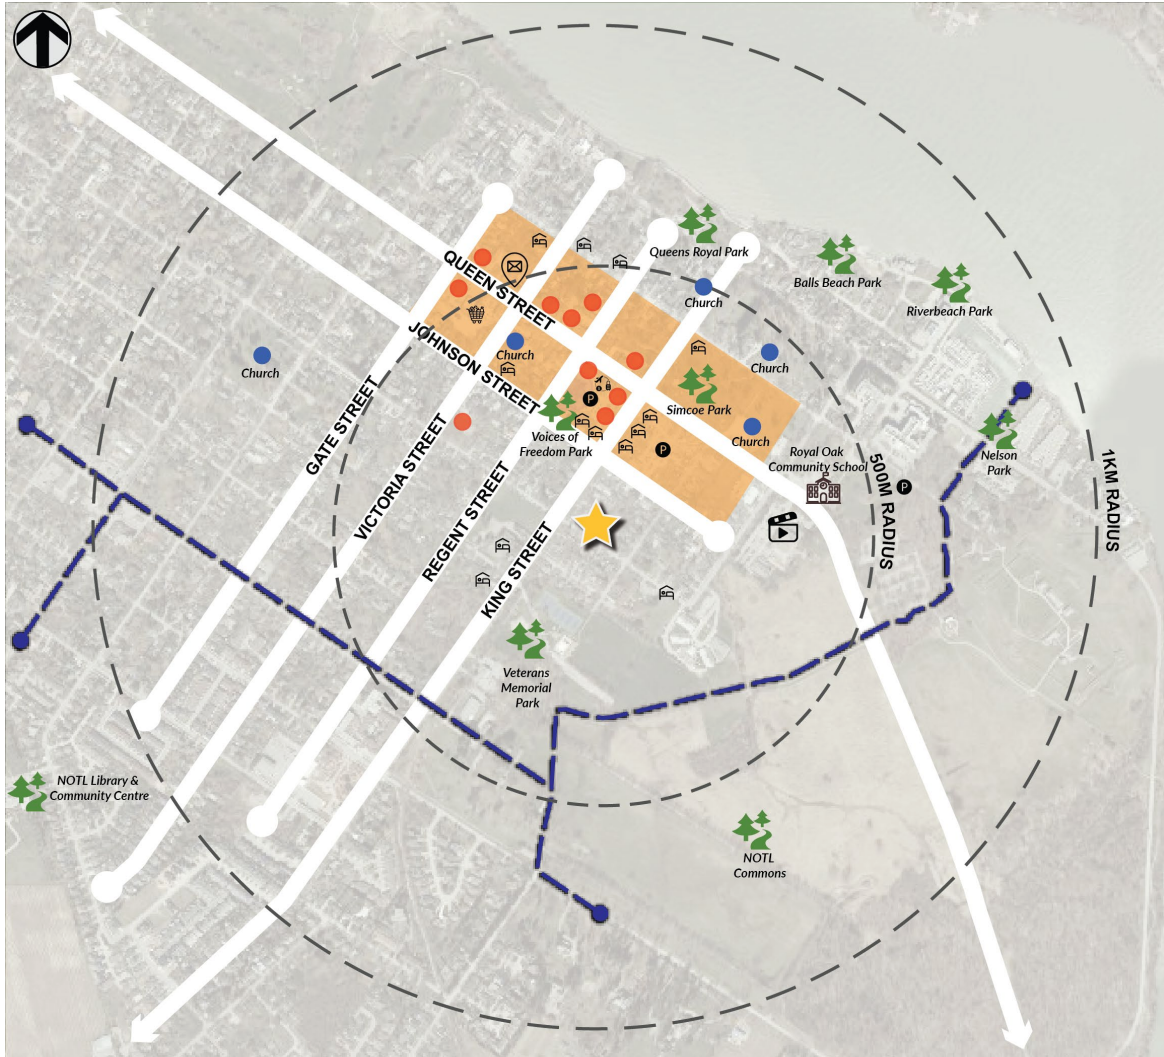 Queens Royal Park
Balls Beach Park
Riverbeach Park
QUEEN STREET
Church
JOHNSON STREET
Church
Church
Church
Simcoe Park
P
GATE STREET
VICTORIA STREET
Voices of
Freedom Park
Church
P
Royal Oak
Community School
500M RADIUS
P
Nelson
Park
1KM RADIUS
REGENT STREET
KING STREET
Veterans
Memorial
Park
NOTL Library &
Community Centre
NOTL
Commons